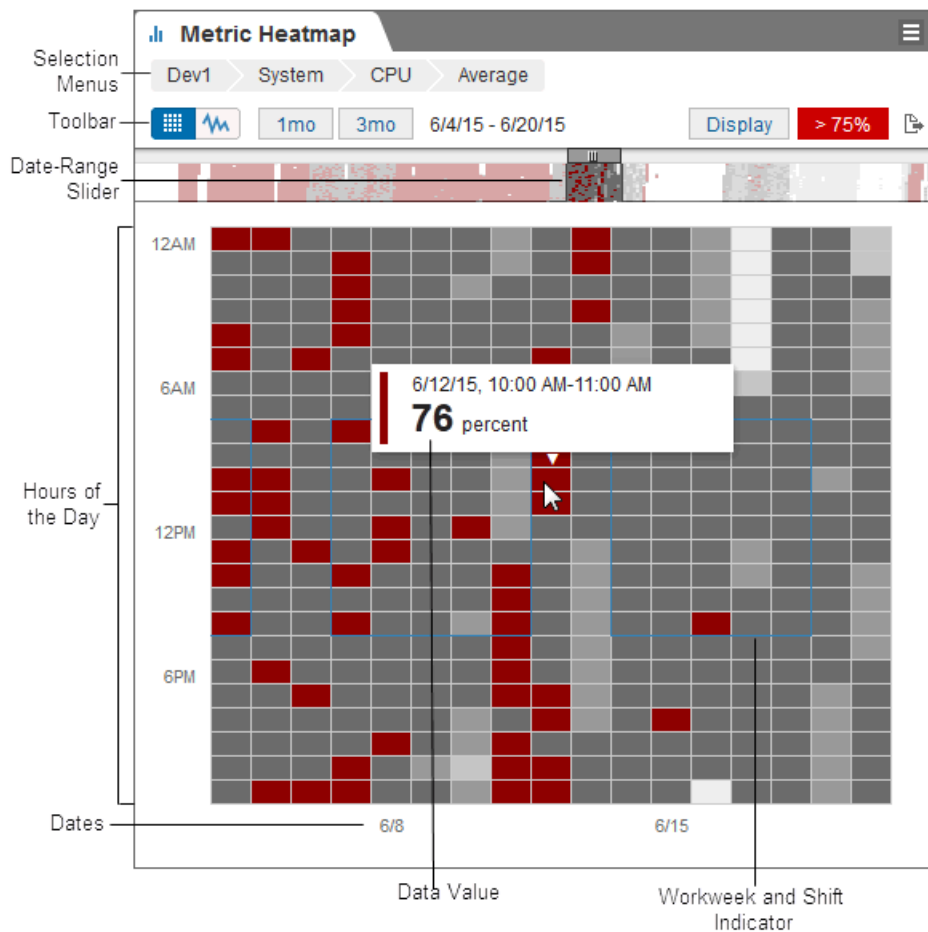 Metric Heatmap
Selection
Menus
Dev1 System CPU Average
Toolbar
1mo 3mo 6/4/15 - 6/20/15 Display > 75%
Date-Range
Slider
12AM
6AM
6/12/15, 10:00 AM-11:00 AM
76 percent
Hours of
the Day
12PM
6PM
Dates
6/8 6/15
Data Value
Workweek and Shift
Indicator